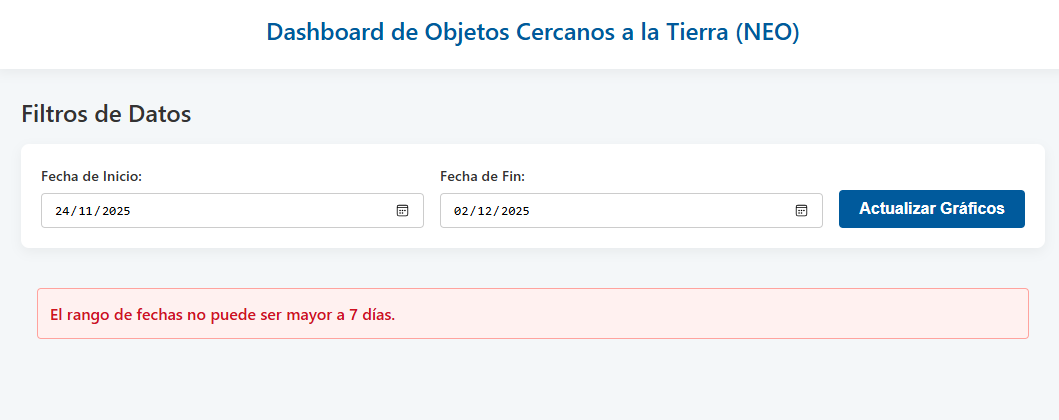 Dashboard de Objetos Cercanos a la Tierra (NEO)
Filtros de Datos
Fecha de Inicio:
24/11/2025
Fecha de Fin:
02/12/2025
Actualizar Gráficos
El rango de fechas no puede ser mayor a 7 días.